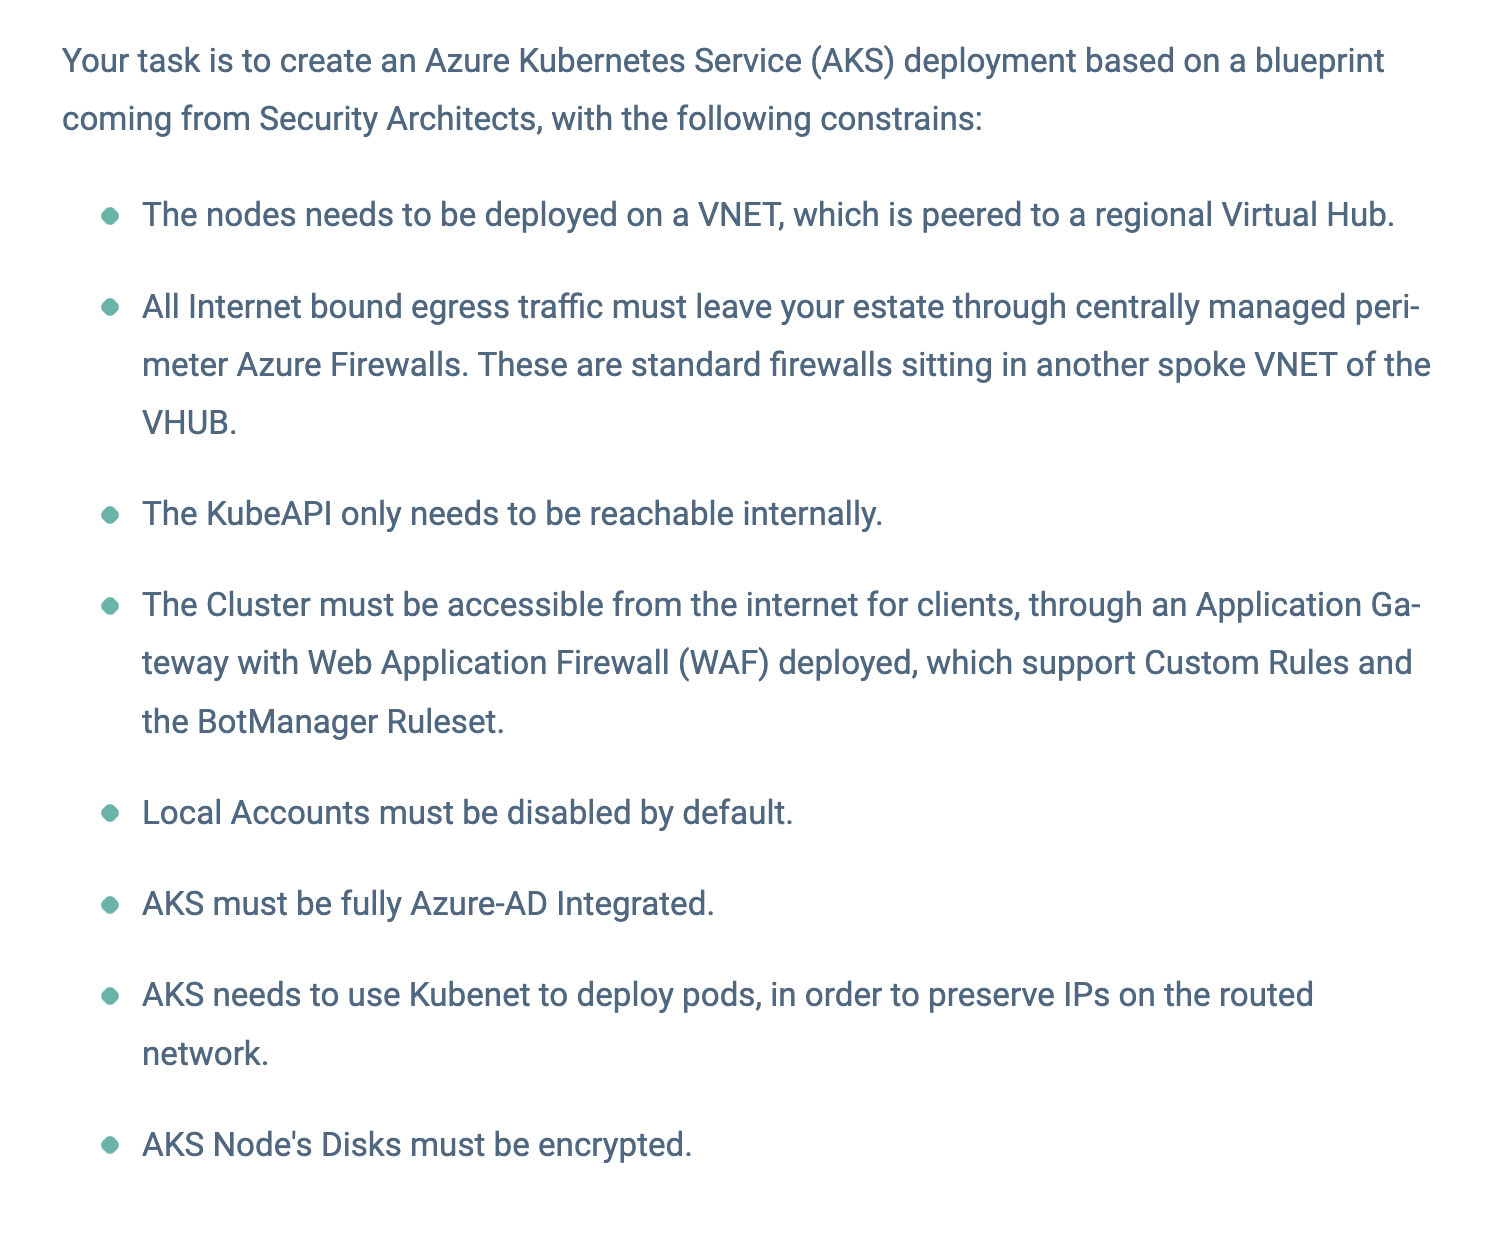 Your task is to create an Azure Kubernetes Service (AKS) deployment based on a blueprint
coming from Security Architects, with the following constrains:
The nodes needs to be deployed on a VNET, which is peered to a regional Virtual Hub.
All Internet bound egress traffic must leave your estate through centrally managed peri-
meter Azure Firewalls. These are standard firewalls sitting in another spoke VNET of the
VHUB.
The KubeAPI only needs to be reachable internally.
The Cluster must be accessible from the internet for clients, through an Application Ga-
teway with Web Application Firewall (WAF) deployed, which support Custom Rules and
the BotManager Ruleset.
Local Accounts must be disabled by default.
AKS must be fully Azure-AD Integrated.
AKS needs to use Kubenet to deploy pods, in order to preserve IPs on the routed
network.
AKS Node's Disks must be encrypted.